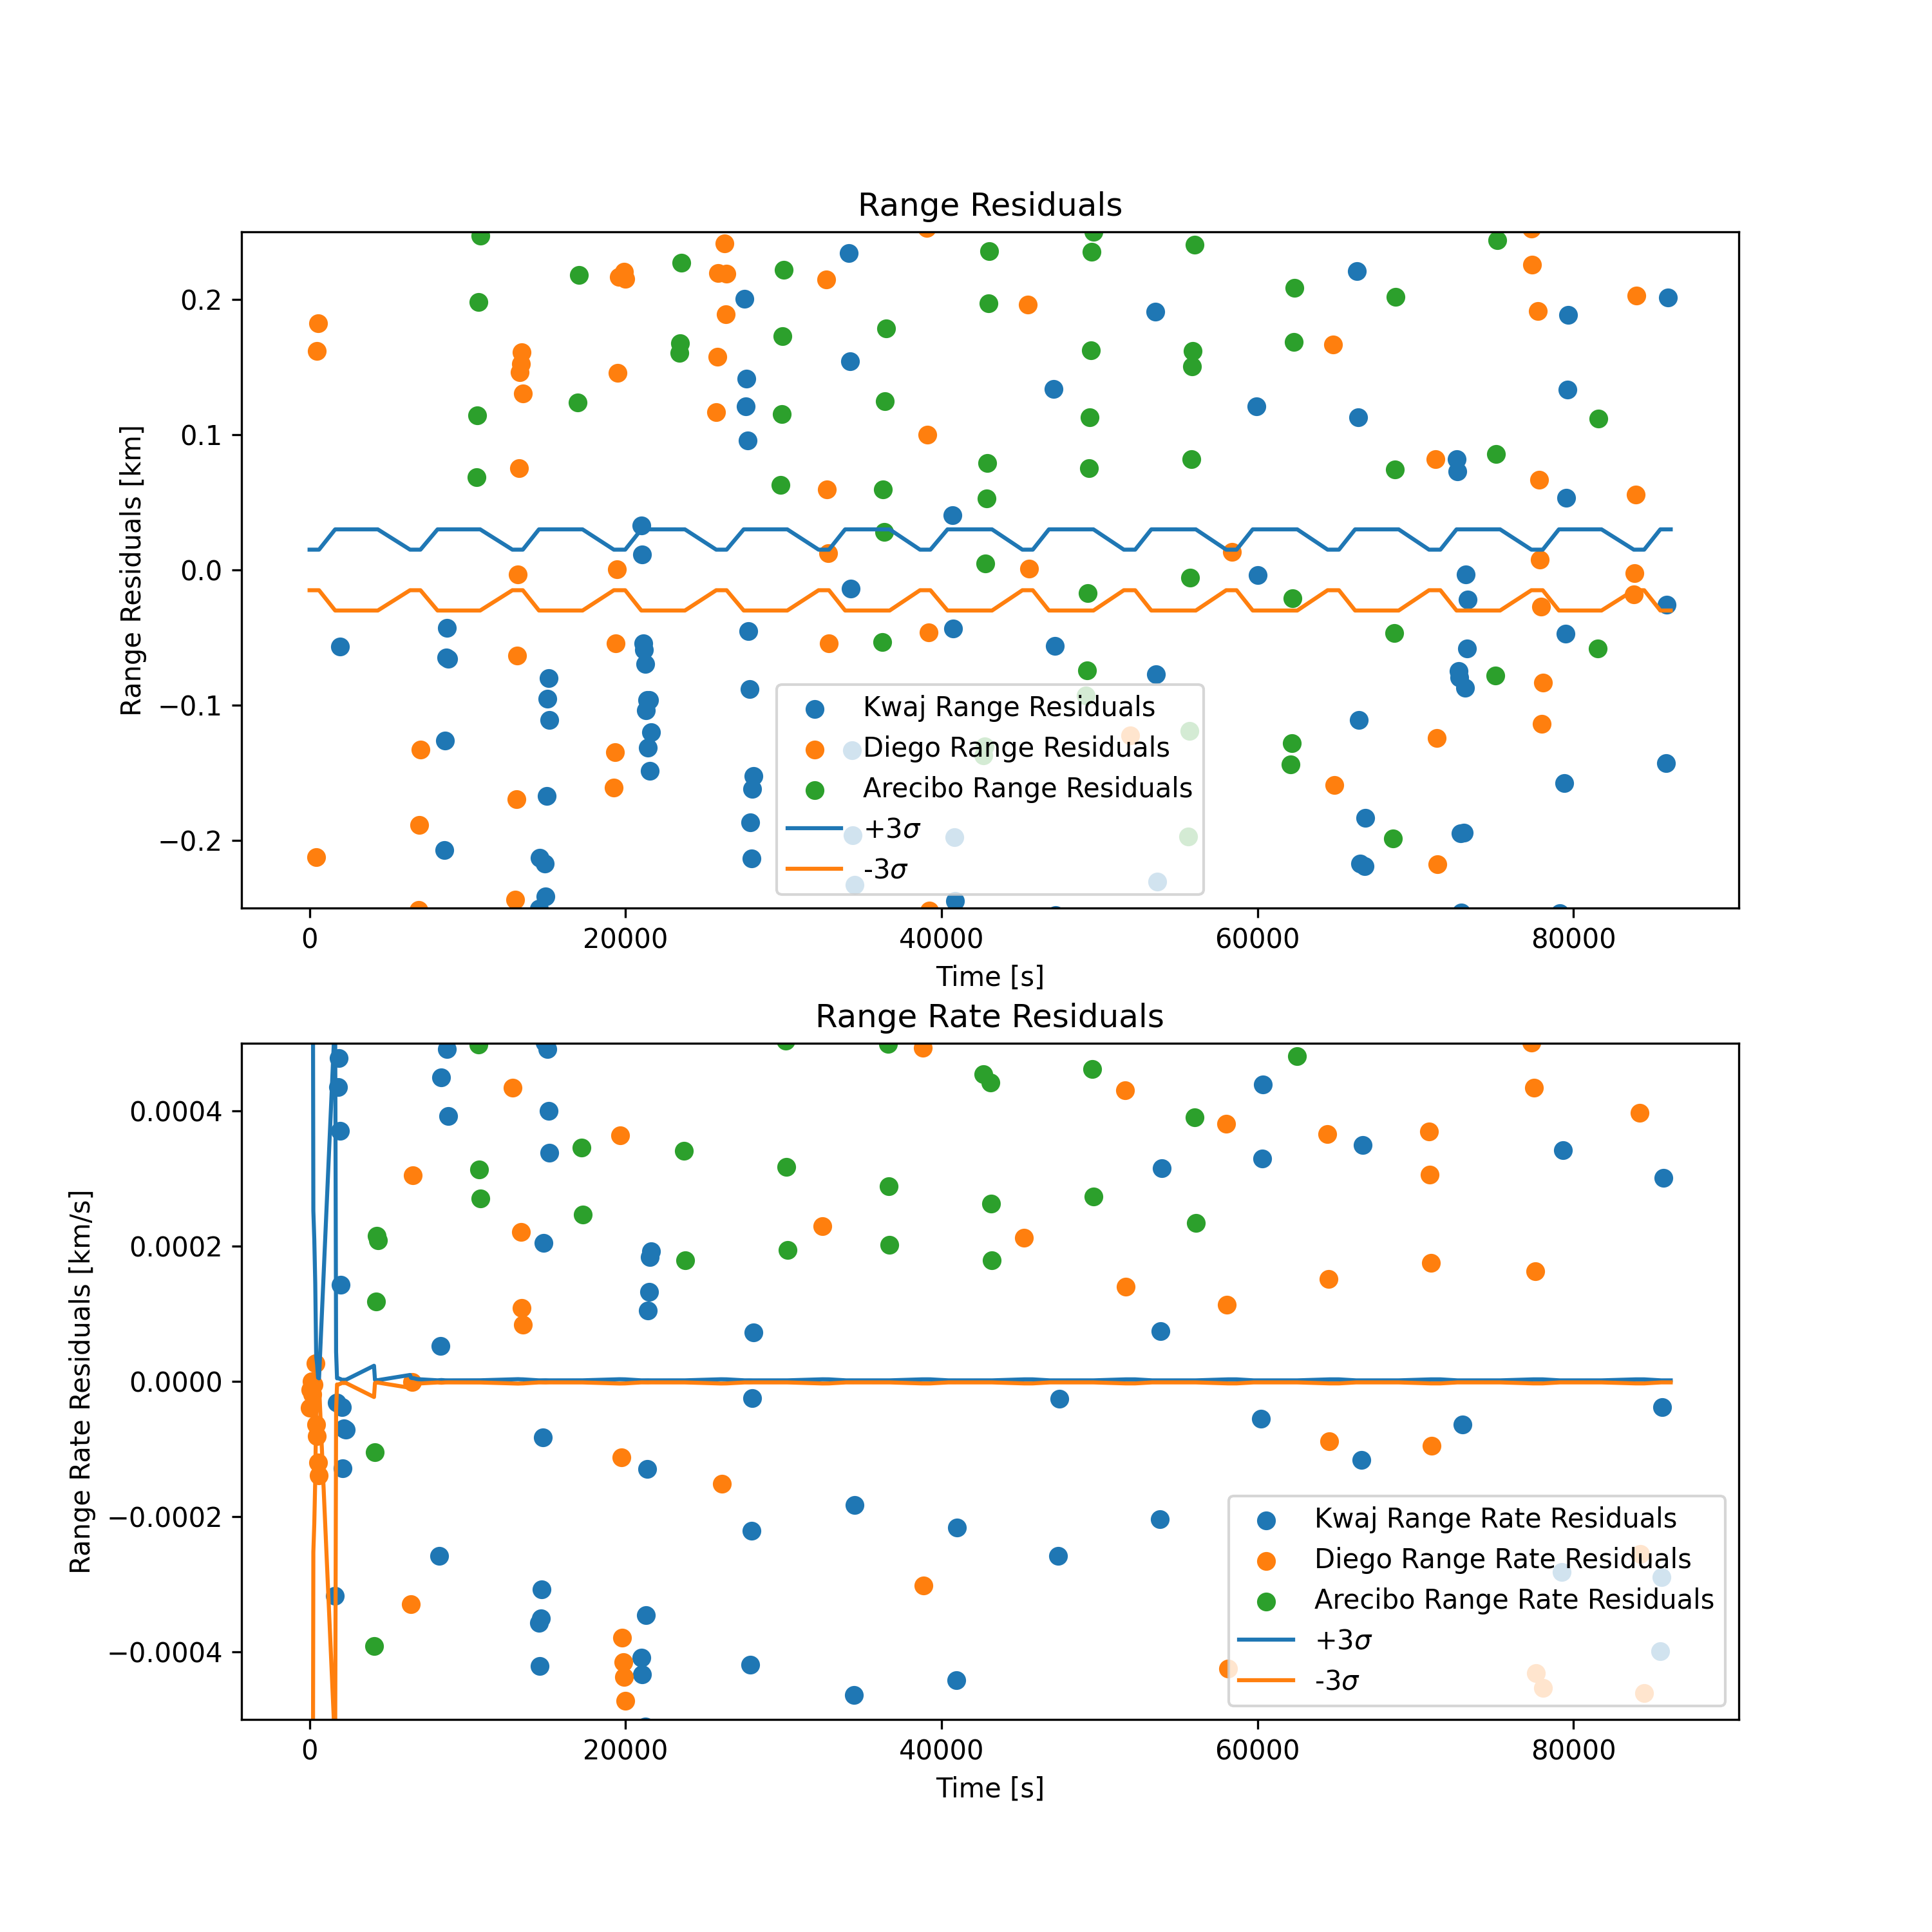 Range Residuals
Range Residuals [km]
0.2
0.1
0.0
−0.1
−0.2
Kwaj Range Residuals
Diego Range Residuals
Arecibo Range Residuals
+3σ
-3σ
0 20000 40000 60000 80000
Time [s]
Range Rate Residuals
Range Rate Residuals [km/s]
0.0004
0.0002
0.0000
−0.0002
−0.0004
Kwaj Range Rate Residuals
Diego Range Rate Residuals
Arecibo Range Rate Residuals
+3σ
-3σ
0 20000 40000 60000 80000
Time [s]